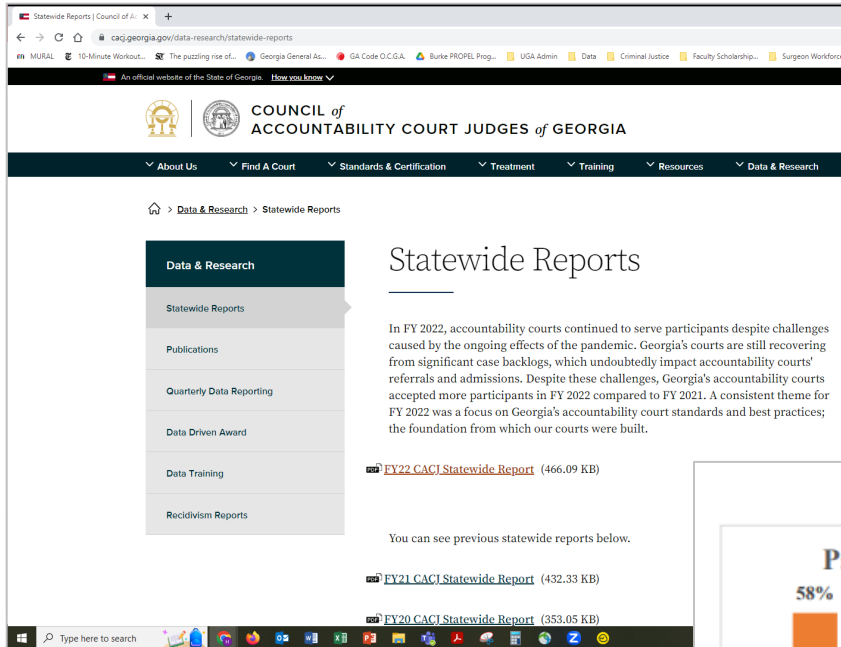 Statewide Reports | Council of Ac
cacj.georgia.gov/data-research/statewide-reports
MURAL 10-Minute Workout... The puzzling rise of... Georgia General As... GA Code O.C.G.A. Burke PROPEL Prog... UGA Admin Data Criminal Justice Faculty Scholarship... Surgeon Workforce
An official website of the State of Georgia. How you know
COUNCIL of
ACCOUNTABILITY COURT JUDGES of GEORGIA
About Us Find A Court Standards & Certification Treatment Training Resources Data & Research
> Data & Research > Statewide Reports
Data & Research
Statewide Reports
Publications
Quarterly Data Reporting
Data Driven Award
Data Training
Recidivism Reports
Statewide Reports
In FY 2022, accountability courts continued to serve participants despite challenges
caused by the ongoing effects of the pandemic. Georgia's courts are still recovering
from significant case backlogs, which undoubtedly impact accountability courts'
referrals and admissions. Despite these challenges, Georgia's accountability courts
accepted more participants in FY 2022 compared to FY 2021. A consistent theme for
FY 2022 was a focus on Georgia's accountability court standards and best practices;
the foundation from which our courts were built.
PDF FY22 CACJ Statewide Report (466.09 KB)
You can see previous statewide reports below.
PDF FY21 CACJ Statewide Report (432.33 KB)
PDF FY20 CACJ Statewide Report (353.05 KB)
P
58%
Type here to search